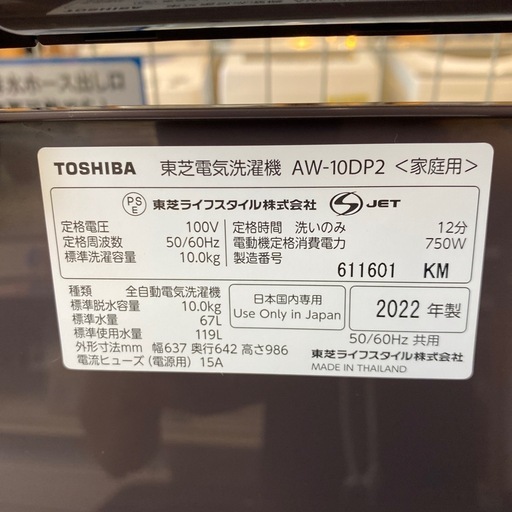 水ホース出し口
TOSHIBA 東芝電気洗濯機 AW-10DP2 <家庭用>
PS E 東芝ライフスタイル株式会社 S JET
定格電圧 100V 定格時間 洗いのみ 12分
定格周波数 50/60Hz 電動機定格消費電力 750W
標準洗濯容量 10.0kg 製造番号
611601 KM
種類 全自動電気洗濯機
標準脱水容量 10.0kg
標準水量 67L
標準使用水量 119L
外形寸法mm 幅637 奥行642 高さ986
電流ヒューズ (電源用) 15A
日本国内専用
Use Only in Japan
2022 年製
50/60Hz 共用
東芝ライフスタイル株式会社
MADE IN THAILAND